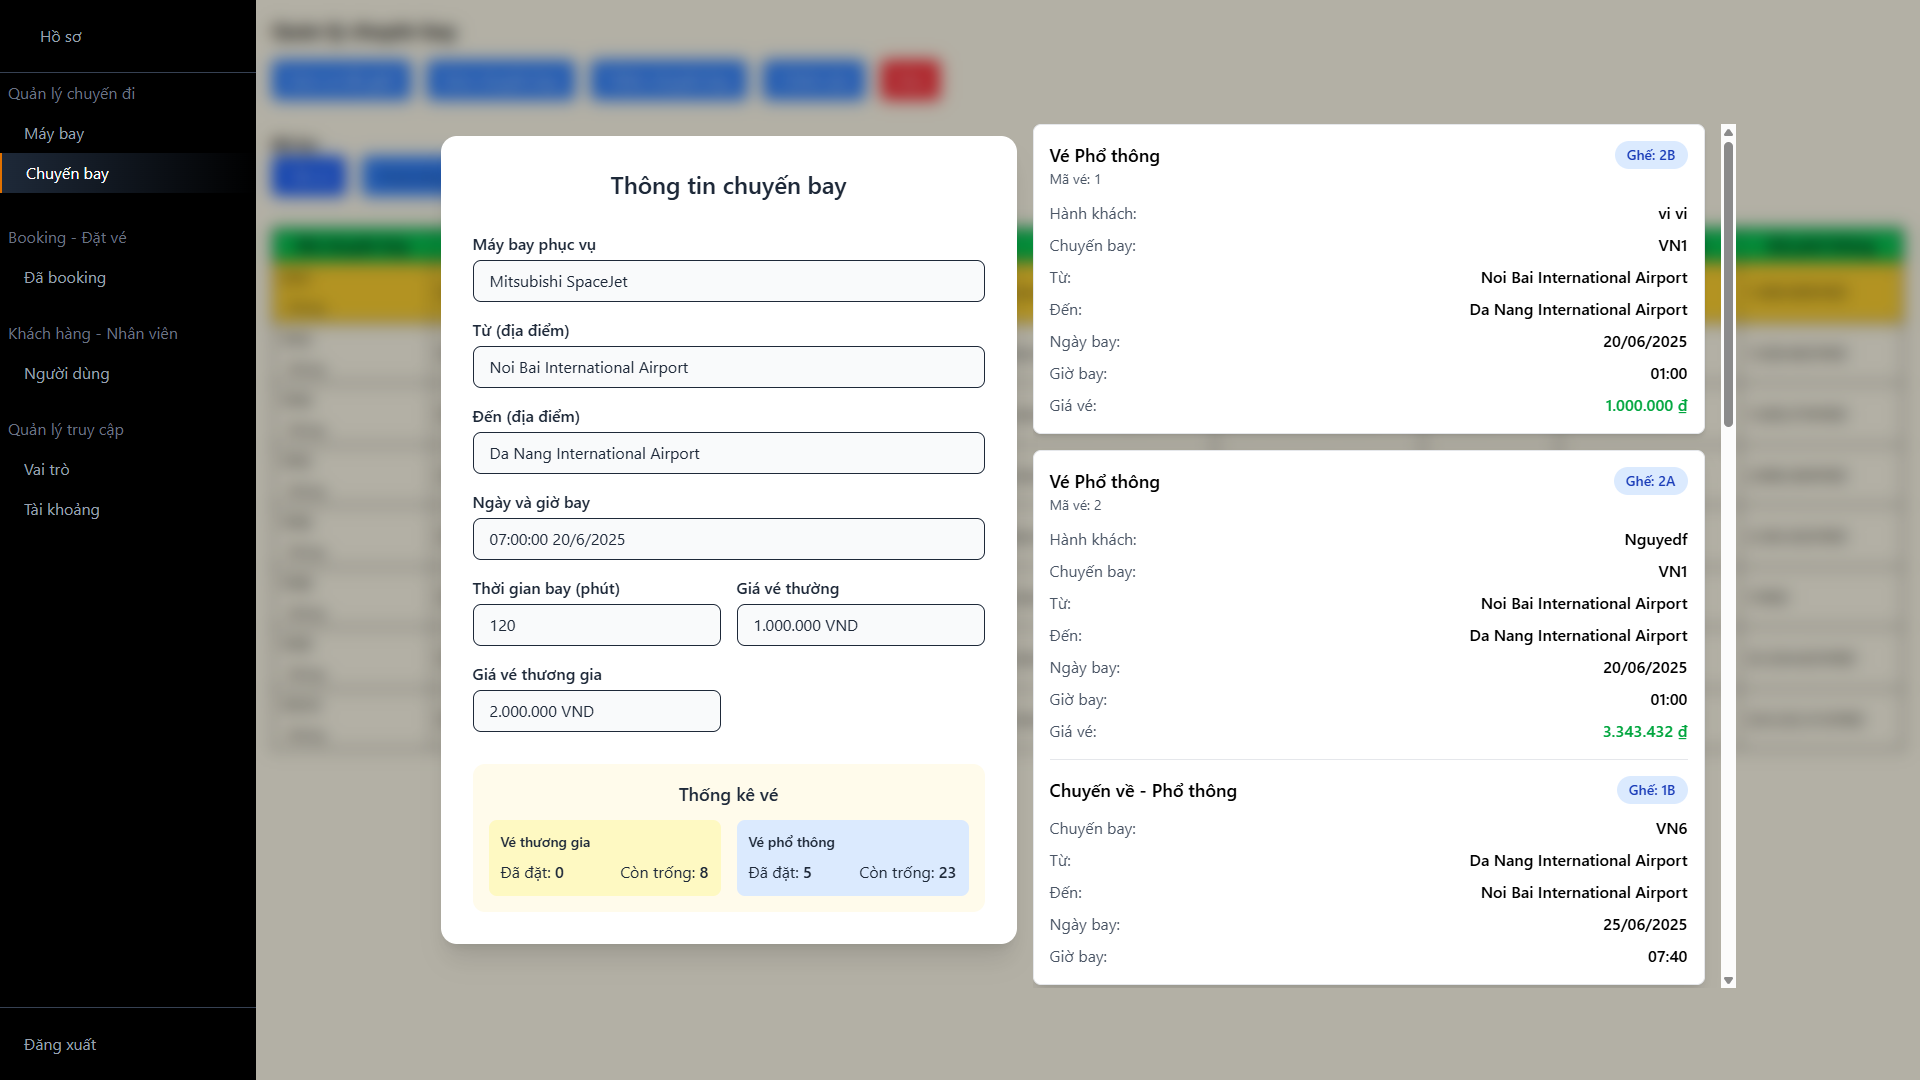 Hồ sơ
Quản lý chuyến đi
Máy bay
Chuyến bay
Booking - Đặt vé
Đã booking
Khách hàng - Nhân viên
Người dùng
Quản lý truy cập
Vai trò
Tài khoảng
Đăng xuất
Thông tin chuyến bay
Máy bay phục vụ
Mitsubishi SpaceJet
Từ (địa điểm)
Noi Bai International Airport
Đến (địa điểm)
Da Nang International Airport
Ngày và giờ bay
07:00:00 20/6/2025
Thời gian bay (phút) Giá vé thường
120 1.000.000 VND
Giá vé thương gia
2.000.000 VND
Thống kê vé
Vé thương gia
Đã đặt: 0 Còn trống: 8
Vé phổ thông
Đã đặt: 5 Còn trống: 23
Vé Phổ thông Ghế: 2B
Mã vé: 1
Hành khách: vi vi
Chuyến bay: VN1
Từ: Noi Bai International Airport
Đến: Da Nang International Airport
Ngày bay: 20/06/2025
Giờ bay: 01:00
Giá vé: 1.000.000 ₫
Vé Phổ thông Ghế: 2A
Mã vé: 2
Hành khách: Nguyedf
Chuyến bay: VN1
Từ: Noi Bai International Airport
Đến: Da Nang International Airport
Ngày bay: 20/06/2025
Giờ bay: 01:00
Giá vé: 3.343.432 ₫
Chuyến về - Phổ thông Ghế: 1B
Chuyến bay: VN6
Từ: Da Nang International Airport
Đến: Noi Bai International Airport
Ngày bay: 25/06/2025
Giờ bay: 07:40